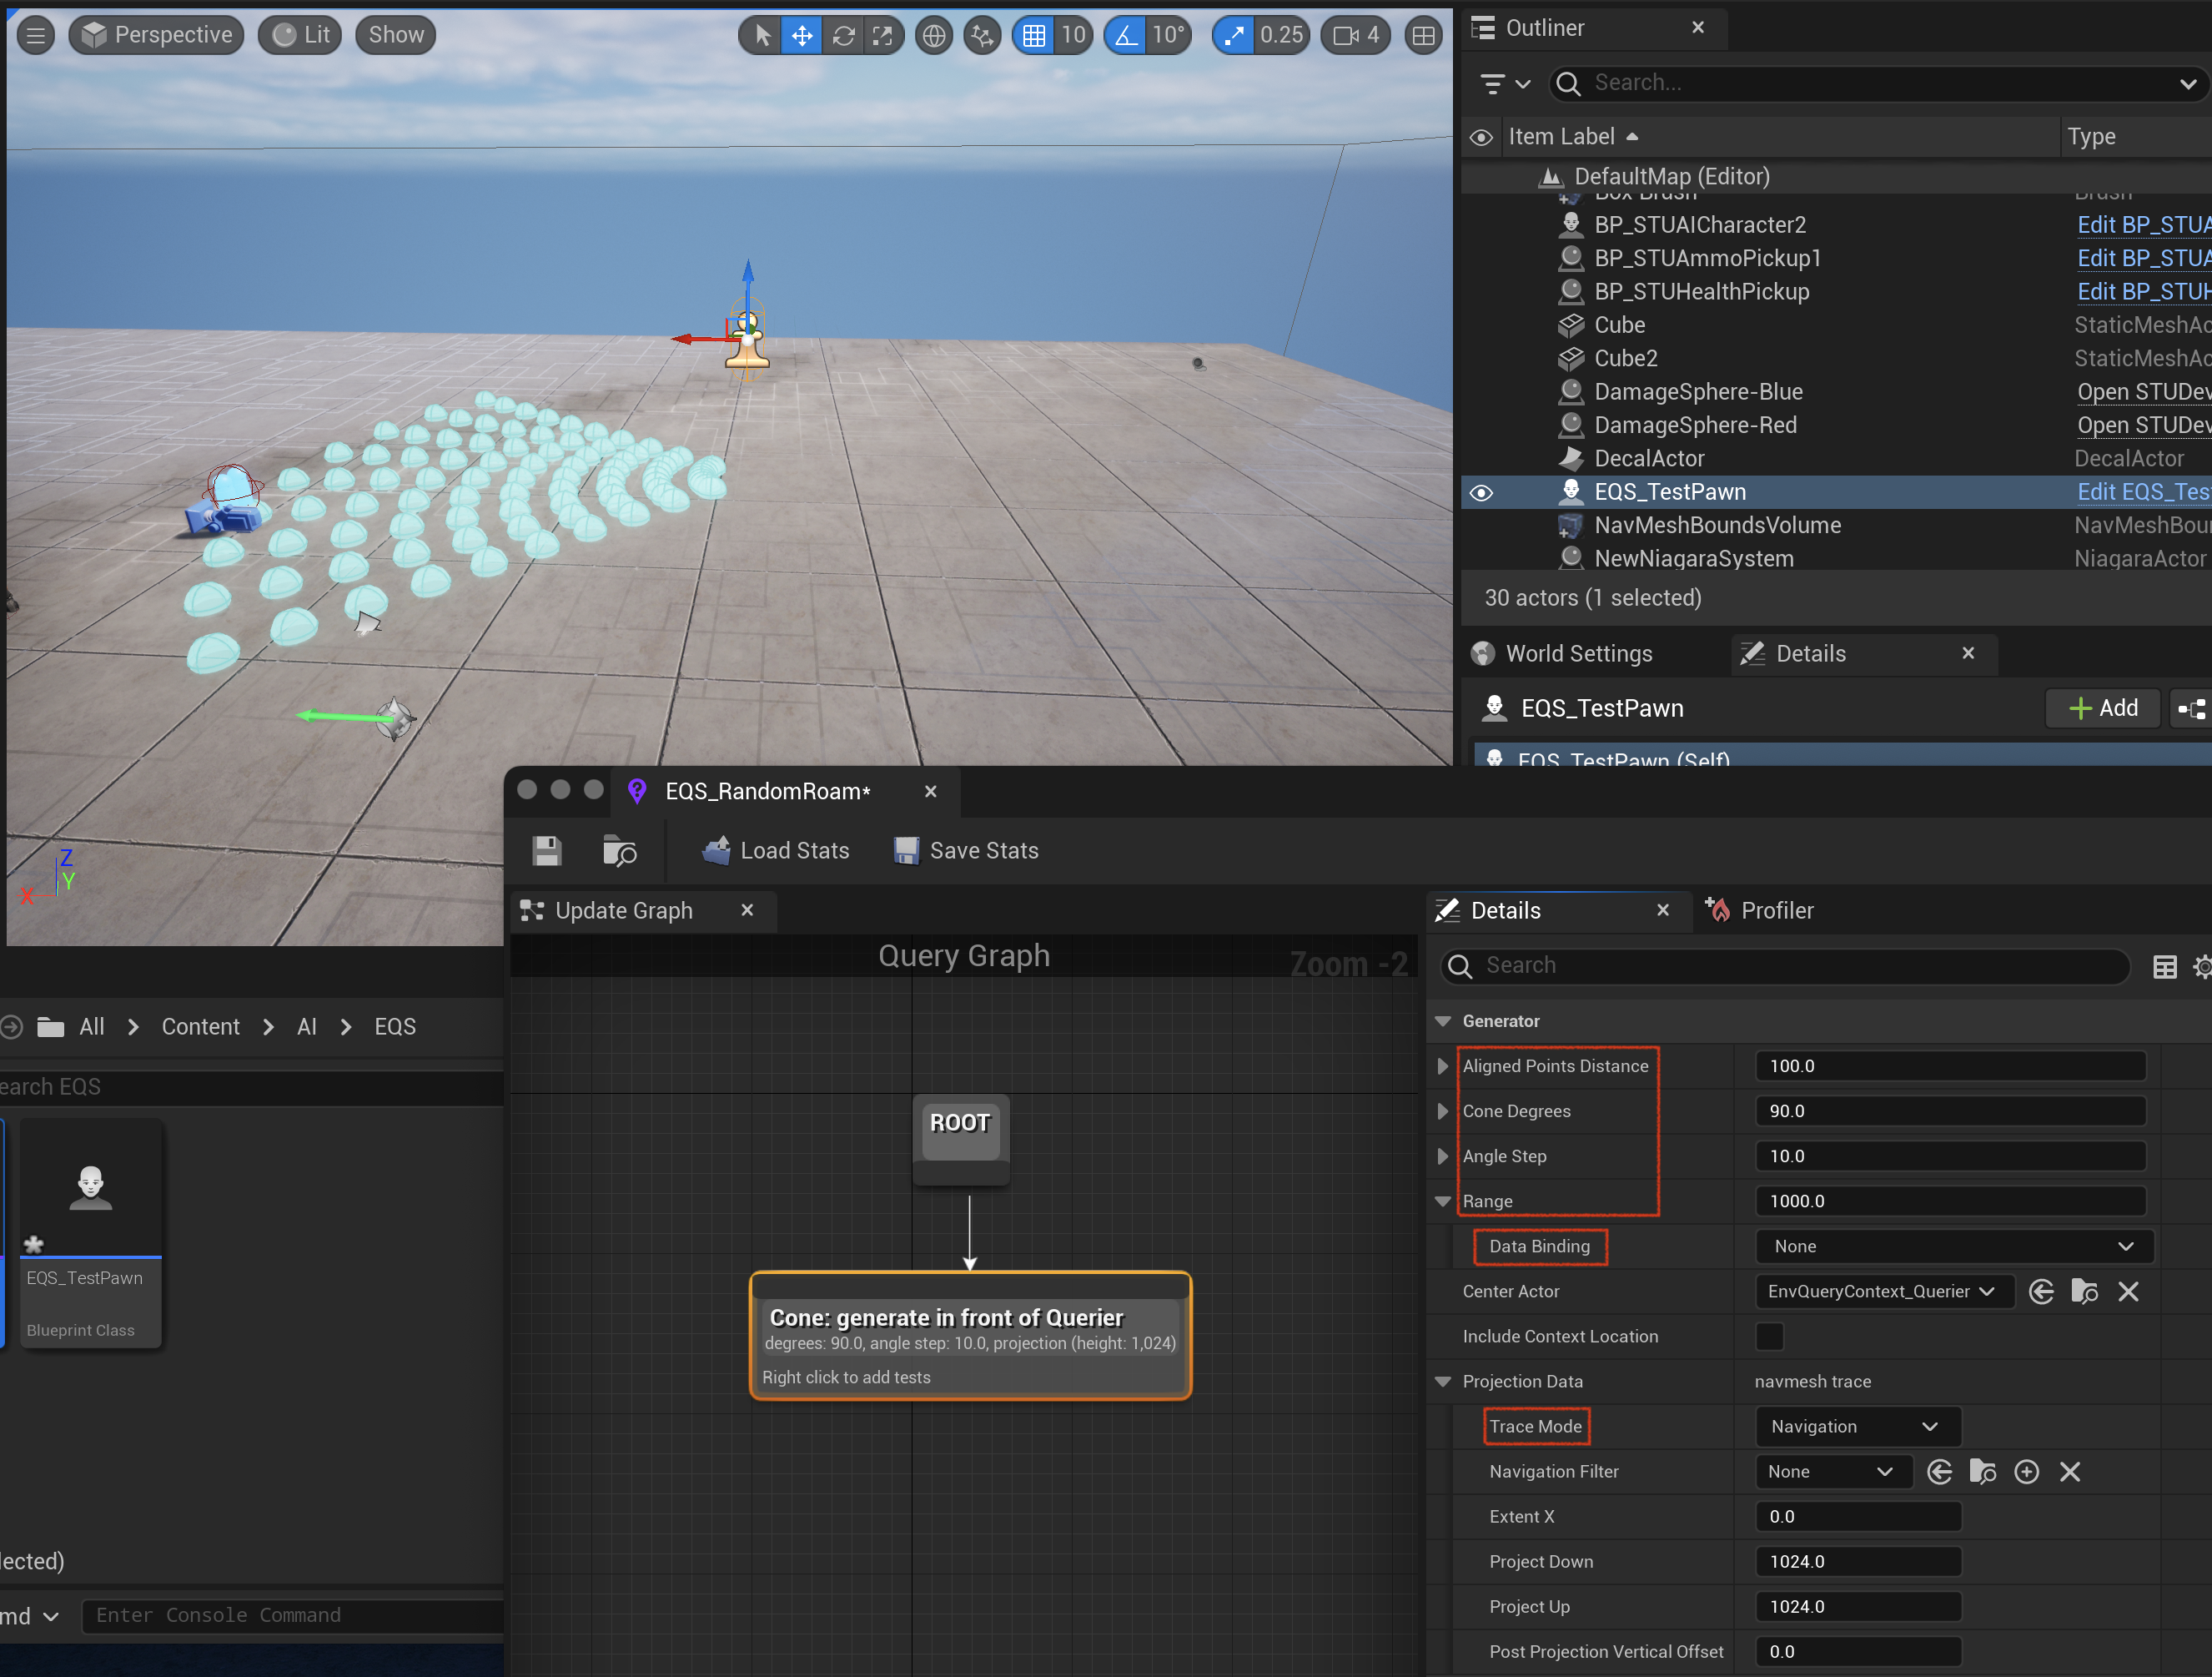 Perspective
Lit
Show
10
10°
0.25
4
Outliner
Search...
Item Label
Type
DefaultMap (Editor)
Box Brush
Brush
BP_STUAICharacter2
Edit BP_STUA
BP_STUAmmoPickup1
Edit BP_STUA
BP_STUHealthPickup
Edit BP_STUH
Cube
StaticMeshAc
Cube2
StaticMeshAc
DamageSphere-Blue
Open STUDev
DamageSphere-Red
Open STUDev
DecalActor
DecalActor
EQS_TestPawn
Edit EQS_Tes
NavMeshBoundsVolume
NavMeshBou
NewNiagaraSystem
NiagaraActor
30 actors (1 selected)
World Settings
Details
EQS_TestPawn
Add
EQS_TestPawn (Self)
Z
Y
X
EQS_RandomRoam*
Load Stats
Save Stats
Update Graph
Query Graph
Zoom -2
ROOT
Cone: generate in front of Querier
degrees: 90.0, angle step: 10.0, projection (height: 1,024)
Right click to add tests
All
Content
AI
EQS
earch EQS
EQS_TestPawn
Blueprint Class
lected)
md
Enter Console Command
Details
Profiler
Search
Generator
Aligned Points Distance
100.0
Cone Degrees
90.0
Angle Step
10.0
Range
1000.0
Data Binding
None
Center Actor
EnvQueryContext_Querier
Include Context Location
Projection Data
navmesh trace
Trace Mode
Navigation
Navigation Filter
None
Extent X
0.0
Project Down
1024.0
Project Up
1024.0
Post Projection Vertical Offset
0.0